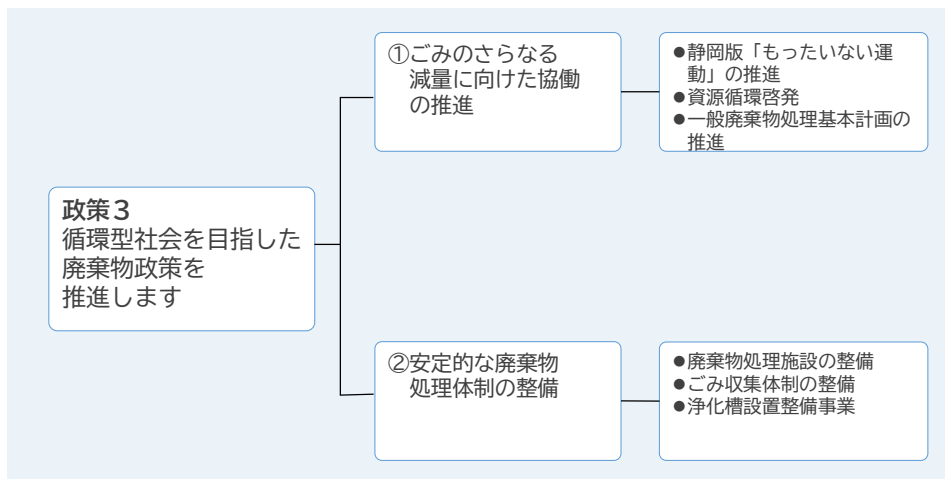 政策３
循環型社会を目指した
廃棄物政策を
推進します
①ごみのさらなる
減量に向けた協働
の推進
●静岡版「もったいない運
動」の推進
●資源循環啓発
●一般廃棄物処理基本計画の
推進
②安定的な廃棄物
処理体制の整備
●廃棄物処理施設の整備
●ごみ収集体制の整備
●浄化槽設置整備事業